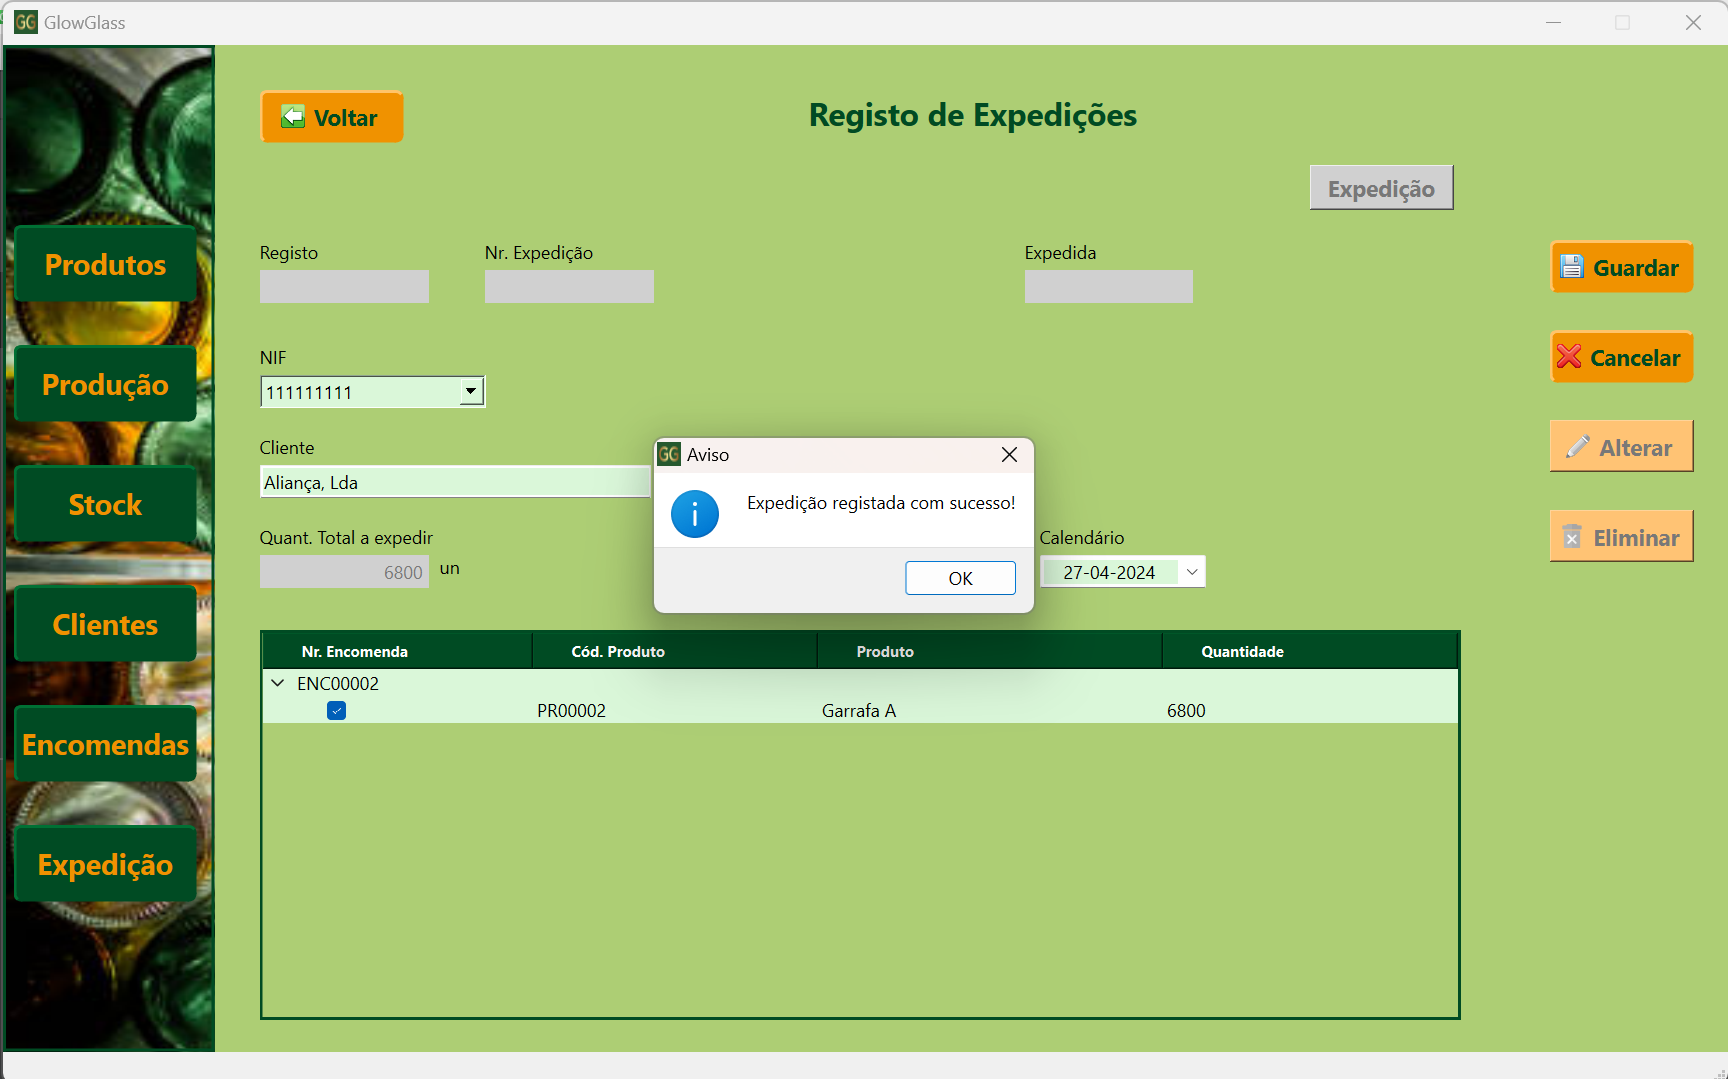 GG GlowGlass
Voltar
Registo de Expedições
Expedição
Registo
Nr. Expedição
Expedida
Guardar
Produtos
NIF
111111111
Cancelar
Produção
Cliente
Aliança, Lda
GG Aviso
Expedição registada com sucesso!
OK
Alterar
Stock
Quant. Total a expedir
6800 un
Calendário
27-04-2024
Eliminar
Clientes
Nr. Encomenda Cód. Produto Produto Quantidade
ENC00002
PR00002 Garrafa A 6800
Encomendas
Expedição